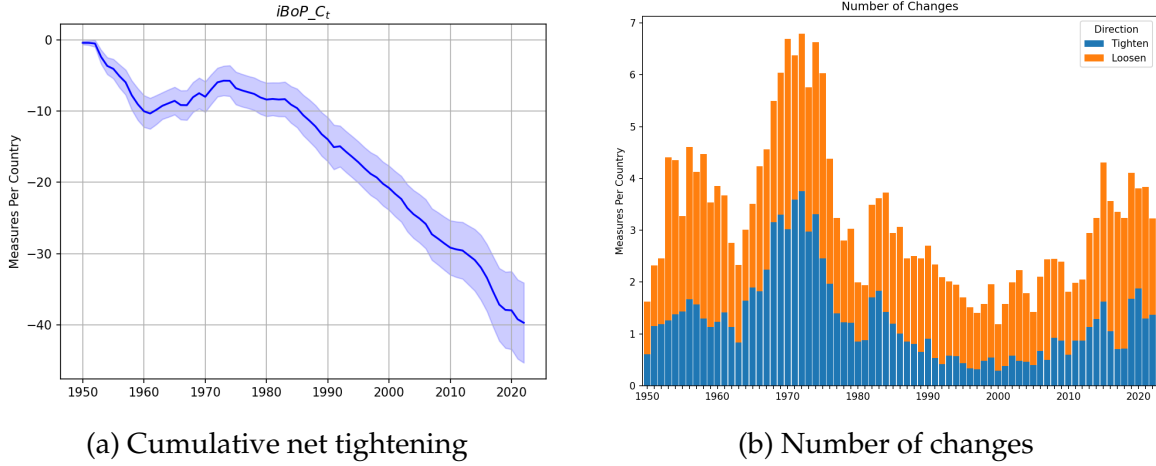 iBoP_C_t
0
−10
−20
−30
−40
Measures Per Country
1950 1960 1970 1980 1990 2000 2010 2020
(a) Cumulative net tightening
Number of Changes
Direction
Tighten
Loosen
7
6
5
4
3
2
1
0
Measures Per Country
1950 1960 1970 1980 1990 2000 2010 2020
(b) Number of changes